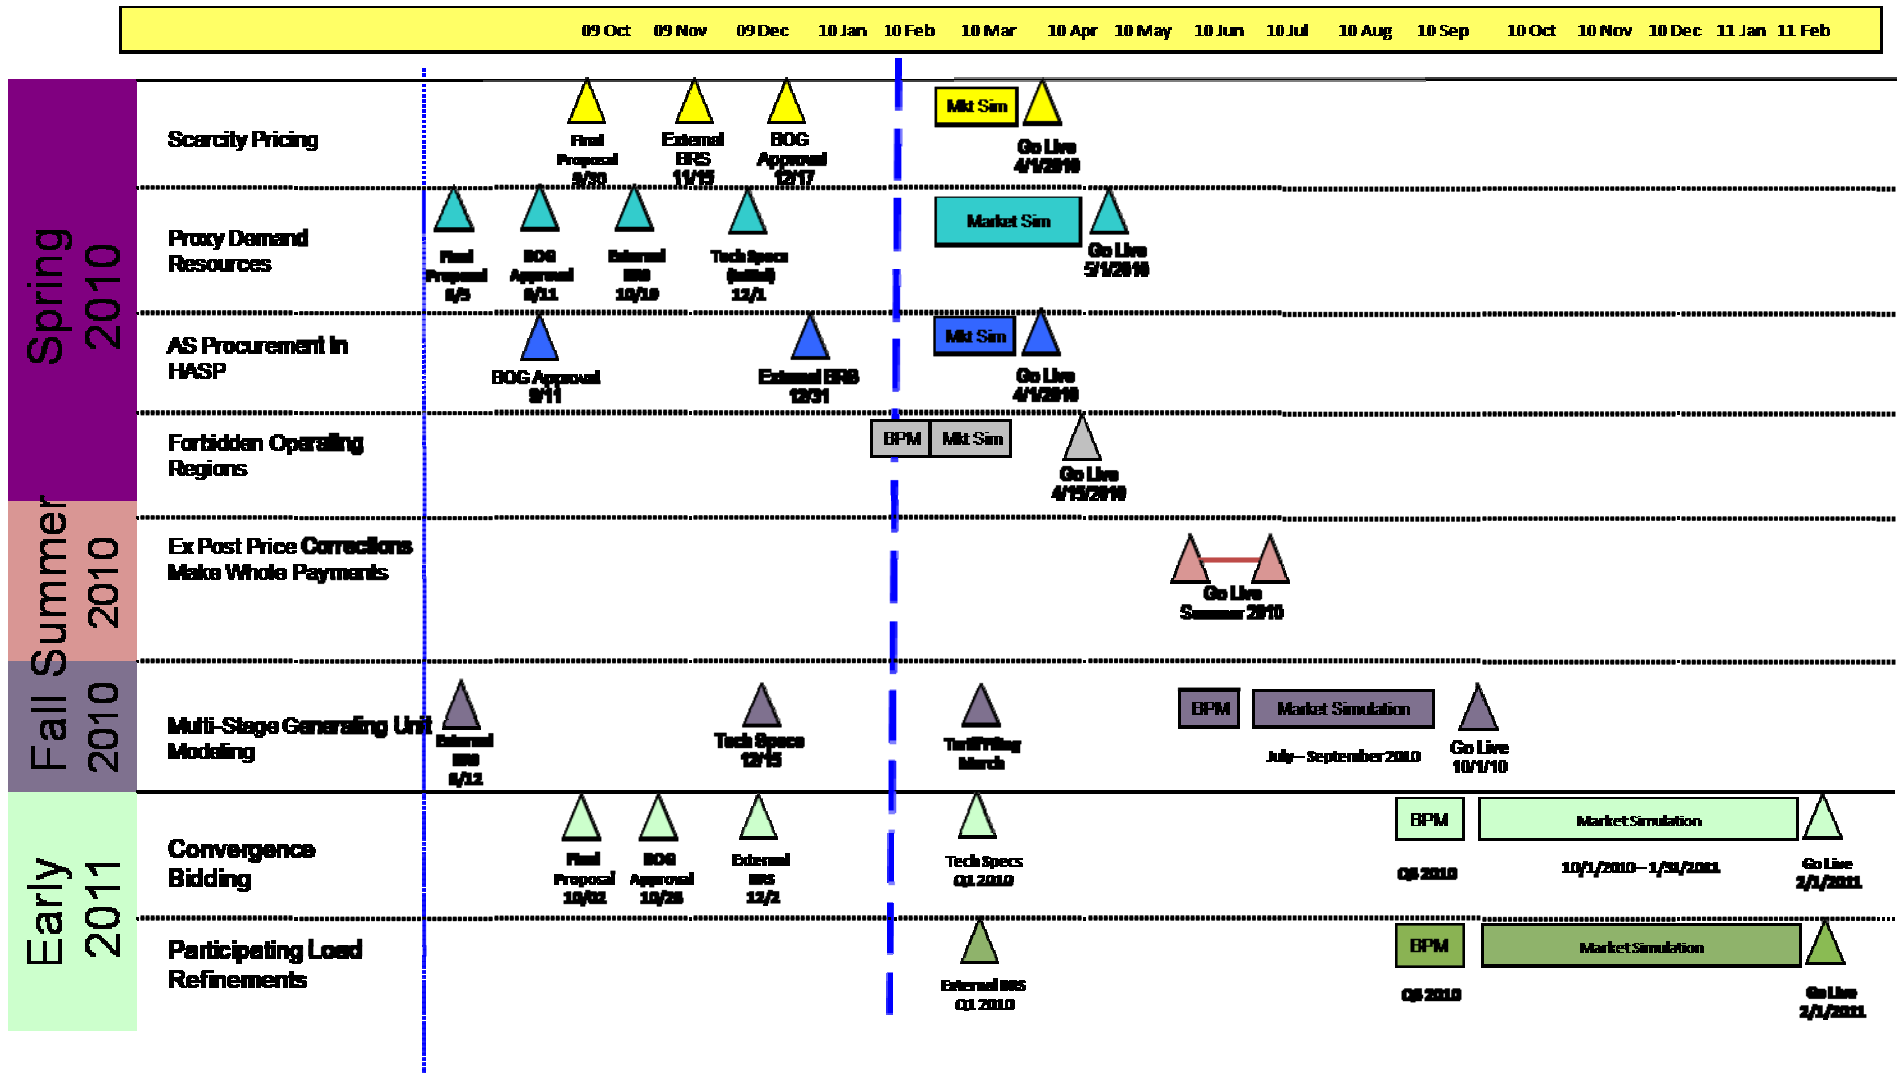 09 Oct 09 Nov 09 Dec 10 Jan 10 Feb 10 Mar 10 Apr 10 May 10 Jun 10 Jul 10 Aug 10 Sep 10 Oct 10 Nov 10 Dec 11 Jan 11 Feb
Spring
2010
Scarcity Pricing
Final
Proposal
9/30
External
BRS
11/15
BOG
Approval
12/17
Mkt Sim
Go Live
4/1/2010
Proxy Demand
Resources
Final
Proposal
BOG
Approval
9/11
External
BRS
10/19
Tech Specs
(Initial)
12/1
Market Sim
Go Live
5/1/2010
AS Procurement in
HASP
BOG Approval
9/11
External BRS
12/31
Mkt Sim
Go Live
4/1/2010
Forbidden Operating
Regions
BPM
Mkt Sim
Go Live
4/15/2010
Summer
2010
Ex Post Price Corrections
Make Whole Payments
Go Live
Summer 2010
Fall
2010
Multi-Stage Generating Unit
Modeling
External
BRS
Tech Specs
12/15
Tariff Filing
March
BPM
Market Simulation
July – September 2010
Go Live
10/1/10
Early
2011
Convergence
Bidding
Final
Proposal
10/02
BOG
Approval
External
BRS
12/2
Tech Specs
Q1 2010
BPM
2010
Market Simulation
10/1/2010 – 1/31/2011
Go Live
2/1/2011
Participating Load
Refinements
External BRS
Q1 2010
BPM
2010
Market Simulation
Go Live
2/1/2011